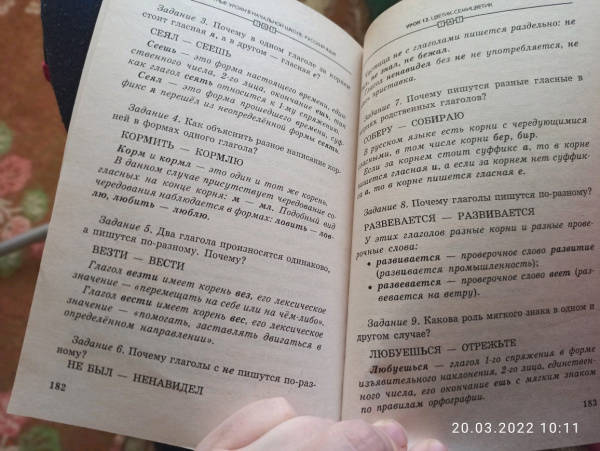 Задание 3. Почему в одном глаголе за корнем
стоит гласная я, а в другом — гласная е?
СЕЯЛ — СЕЕШЬ
Сеешь — это форма настоящего времени, един-
ственного числа, 2-го лица, окончание ешь,
как глагол сеять относится к 1-му спряжению.
Сеял — это форма прошедшего времени, суф-
фикс я перешёл из неопределённой формы сеять.
Задание 4. Как объяснить разное написание кор-
ней в формах одного глагола?
КОРМИТЬ — КОРМЛЮ
Корм и кормл — это один и тот же корень.
В данном случае присутствует чередование со-
гласных на конце корня: м — мл. Подобный вид
чередования наблюдается в формах: ловить — лов-
лю, любить — люблю.
Задание 5. Два глагола произносятся одинаково,
а пишутся по-разному. Почему?
ВЕЗТИ — ВЕСТИ
Глагол везти имеет корень вез, его лексическое
значение — «перемещать на себе или на чём-либо».
Глагол вести имеет корень вес, его лексическое
значение — «помогать, заставлять двигаться в
определённом направлении».
Задание 6. Почему глаголы с не пишутся по-раз-
ному?
НЕ БЫЛ — НЕНАВИДЕЛ
182
УРОК 13. ЦВЕТИК-СЕМИЦВЕТИК
Частица не с глаголами пишется раздельно: не
не жал, не бежал.
Глагол ненавидел без не не употребляется, не
приставка.
Задание 7. Почему пишутся разные гласные в
корнях родственных глаголов?
СОБЕРУ — СОБИРАЮ
В русском языке есть корни с чередующимися
гласными, в том числе корни бер, бир.
Если за корнем стоит суффикс а, то в корне
пишется гласная и, а если за корнем нет суффик-
са а, то в корне пишется гласная е.
Задание 8. Почему глаголы пишутся по-разному?
РАЗВЕВАЕТСЯ — РАЗВИВАЕТСЯ
У этих глаголов разные корни и разные прове-
рочные слова:
• развивается — проверочное слово развитие
(развивается промышленность);
• развевается — проверочное слово веет (раз-
вевается на ветру).
Задание 9. Какова роль мягкого знака в одном и
другом случае?
ЛЮБУЕШЬСЯ — ОТРЕЖЬТЕ
Любуешься — глагол 1-го спряжения в форме
изъявительного наклонения, 2-го лица, единствен-
ного числа, его окончание ешь с мягким знаком
по правилам орфографии.
183
20.03.2022 10:11